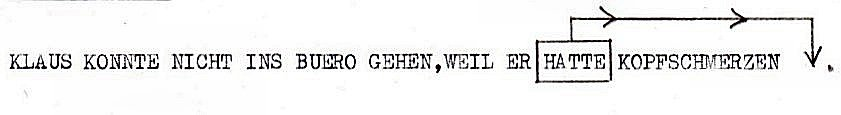 KLAUS KONNTE NICHT INS BUERO GEHEN,WEIL ER HATTE KOPFSCHMERZEN .